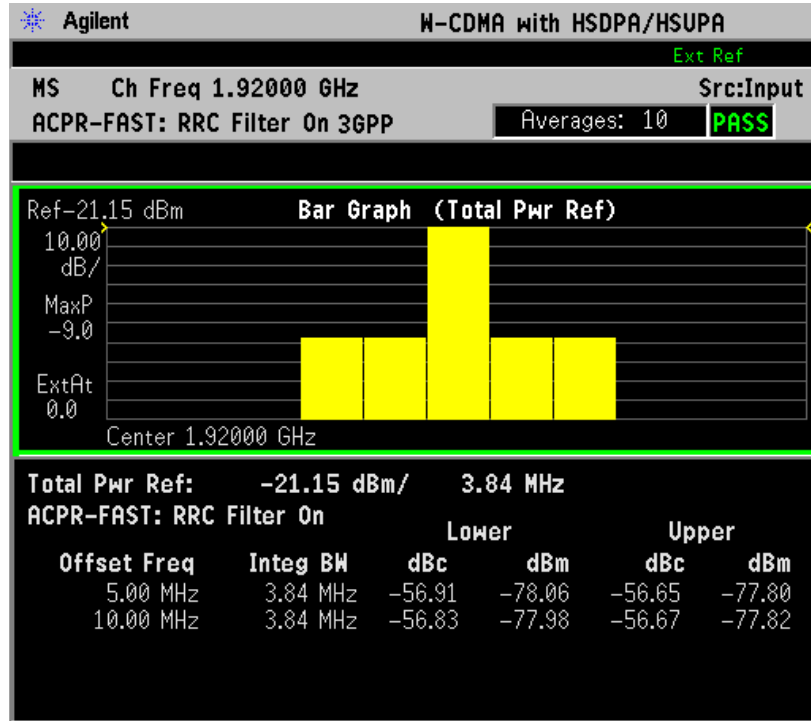 Agilent W-CDMA with HSDPA/HSUPA
Ext Ref
MS Ch Freq 1.92000 GHz Src:Input
ACPR-FAST: RRC Filter On 3GPP Averages: 10 PASS
Ref-21.15 dBm Bar Graph (Total Pwr Ref)
10.00
dB/
MaxP
-9.0
ExtAt
0.0
Center 1.92000 GHz
Total Pwr Ref: -21.15 dBm/ 3.84 MHz
ACPR-FAST: RRC Filter On
Lower Upper
Offset Freq Integ BW dBc dBm dBc dBm
5.00 MHz 3.84 MHz -56.91 -78.06 -56.65 -77.80
10.00 MHz 3.84 MHz -56.83 -77.98 -56.67 -77.82